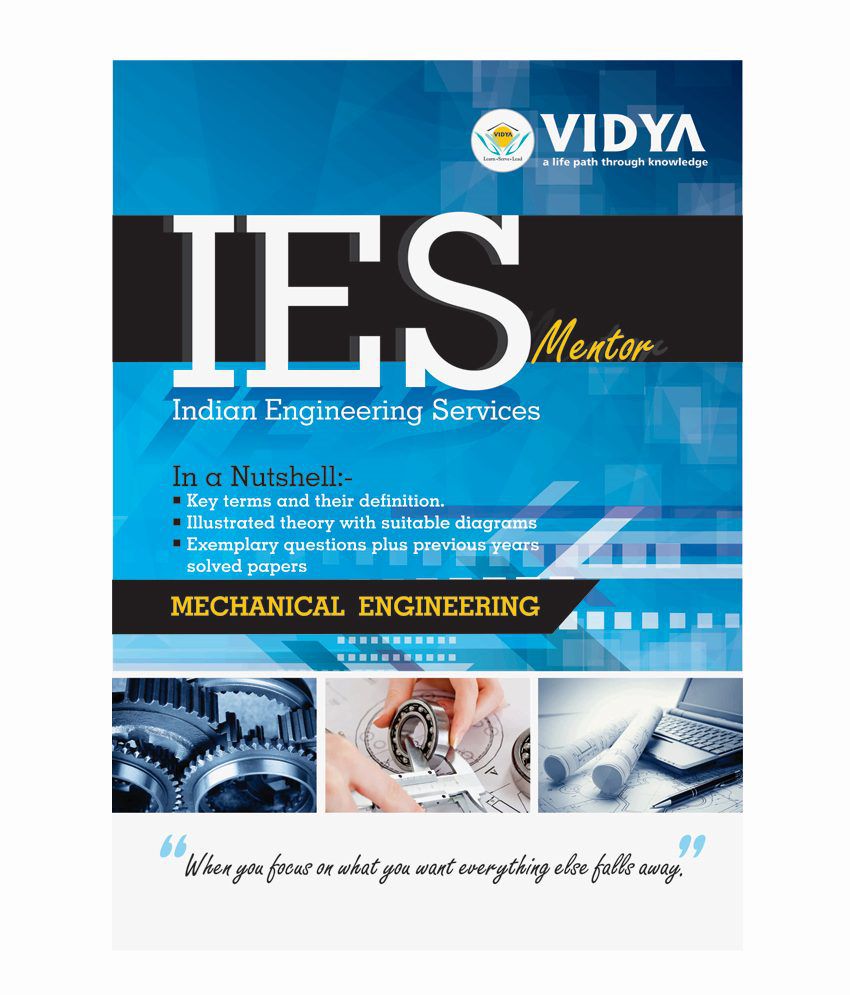 VIDYA
Learn • Serve • Lead
VIDYA
a life path through knowledge
IES
Mentor
Indian Engineering Services
In a Nutshell:-
▪ Key terms and their definition.
▪ Illustrated theory with suitable diagrams
▪ Exemplary questions plus previous years
solved papers
MECHANICAL ENGINEERING
“When you focus on what you want everything else falls away.”